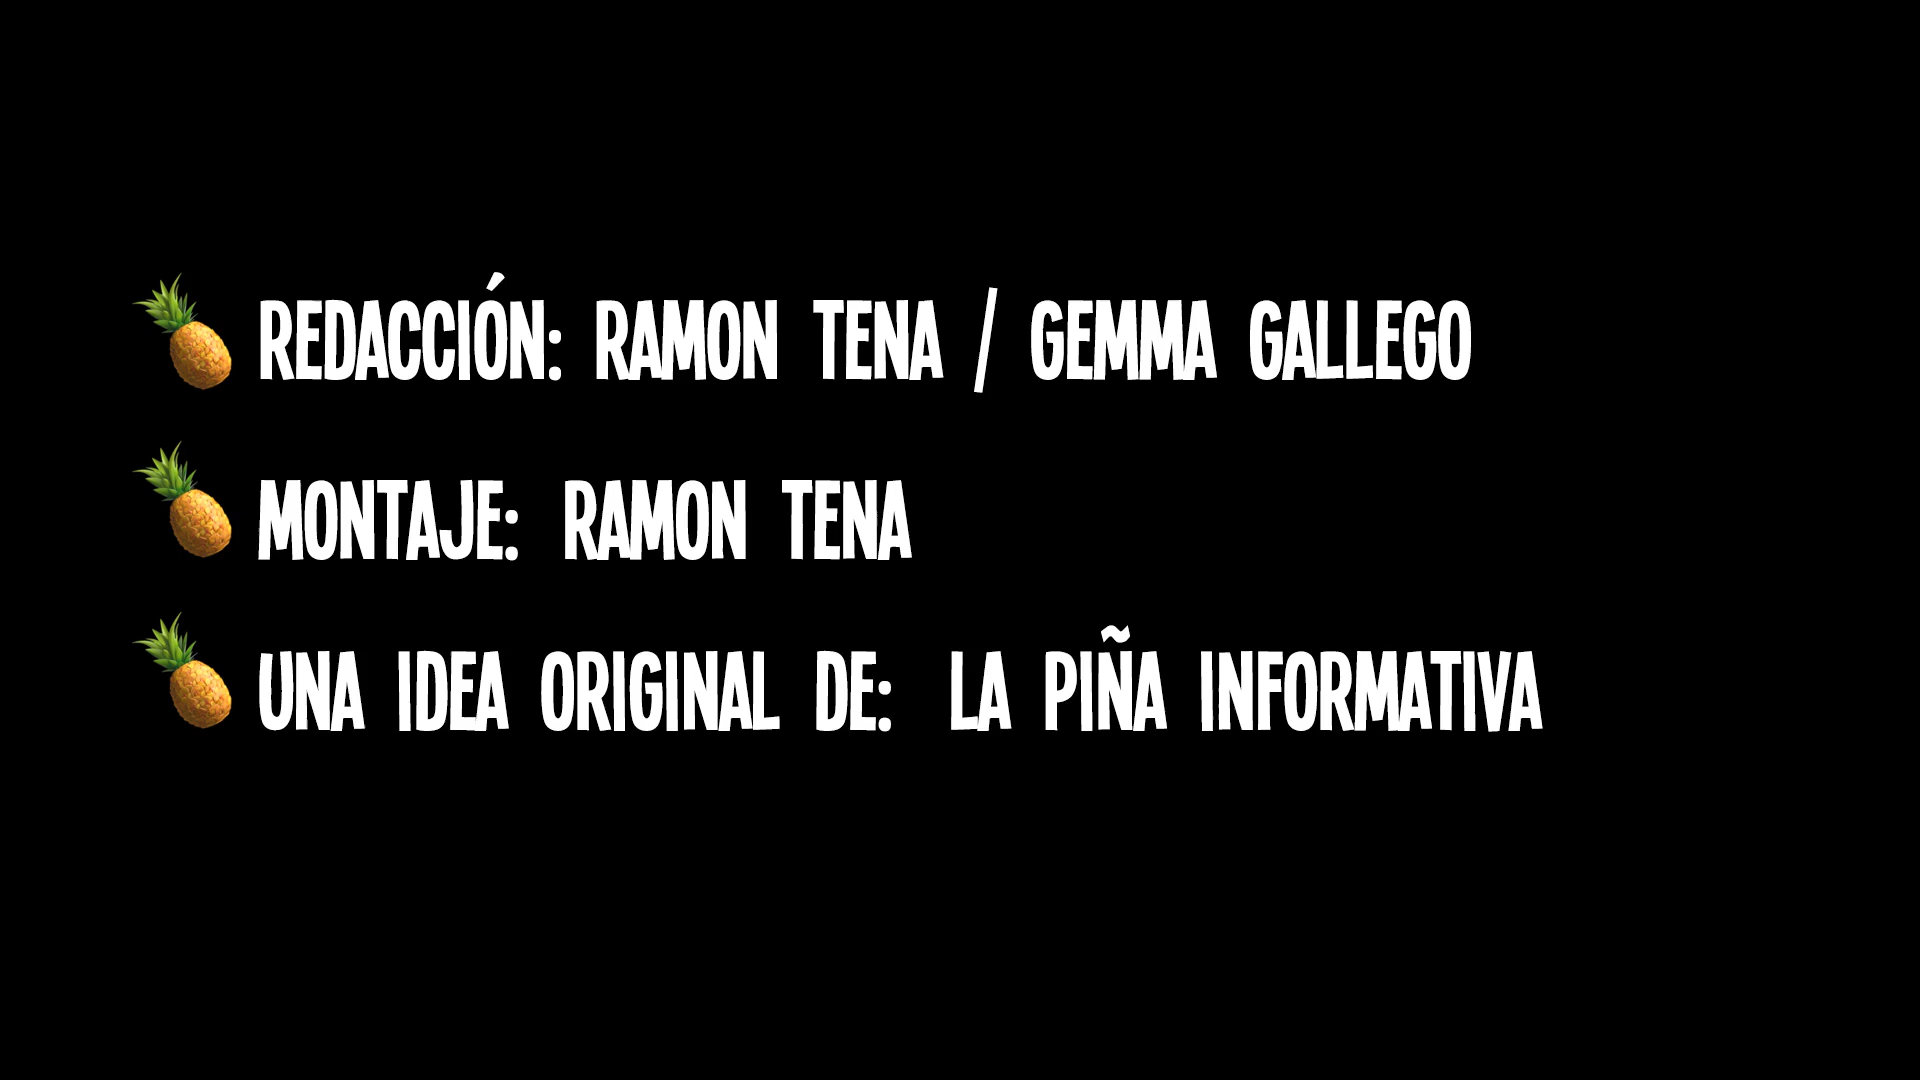 REDACCIÓN: RAMON TENA / GEMMA GALLEGO
MONTAJE: RAMON TENA
UNA IDEA ORIGINAL DE: LA PIÑA INFORMATIVA